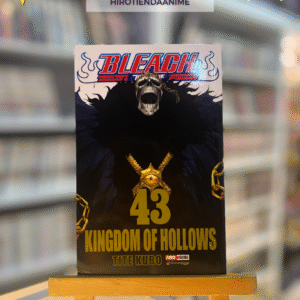 HIROTIENDAANIME
BLEACH
43
KINGDOM OF HOLLOWS
TITE KUBO